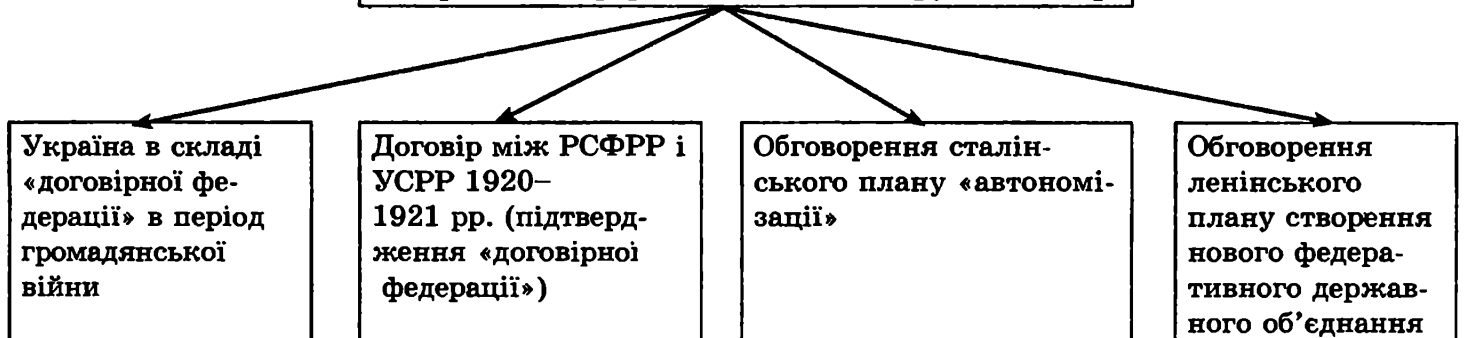 Україна в складі
«договірної фе-
дерації» в період
громадянської
війни
Договір між РСФРР і
УСРР 1920–
1921 рр. (підтверд-
ження «договірної
федерації»)
Обговорення сталін-
ського плану «автономі-
зації»
Обговорення
ленінського
плану створення
нового федера-
тивного держав-
ного об’єднання